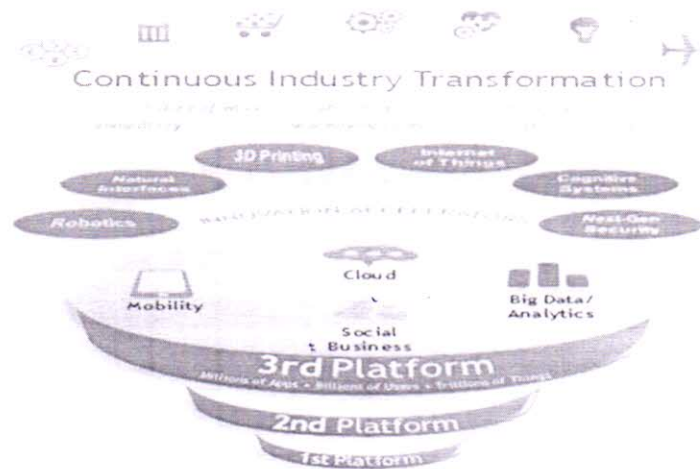 Continuous Industry Transformation
3D Printing
Internet
of Things
Natural
Interfaces
Cognitive
Systems
Robotics
INNOVATION ACCELERATORS
Next-Gen
Security
Cloud
Mobility
Big Data/
Analytics
Social
Business
3rd Platform
Millions of Apps • Billions of Users • Trillions of Things
2nd Platform
1st Platform